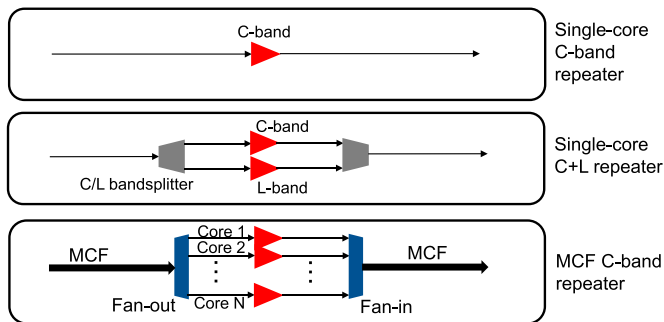 C-band
Single-core
C-band
repeater
C-band
C/L bandsplitter
L-band
Single-core
C+L repeater
MCF
Core 1
Core 2
Core N
MCF
Fan-out
Fan-in
MCF C-band
repeater